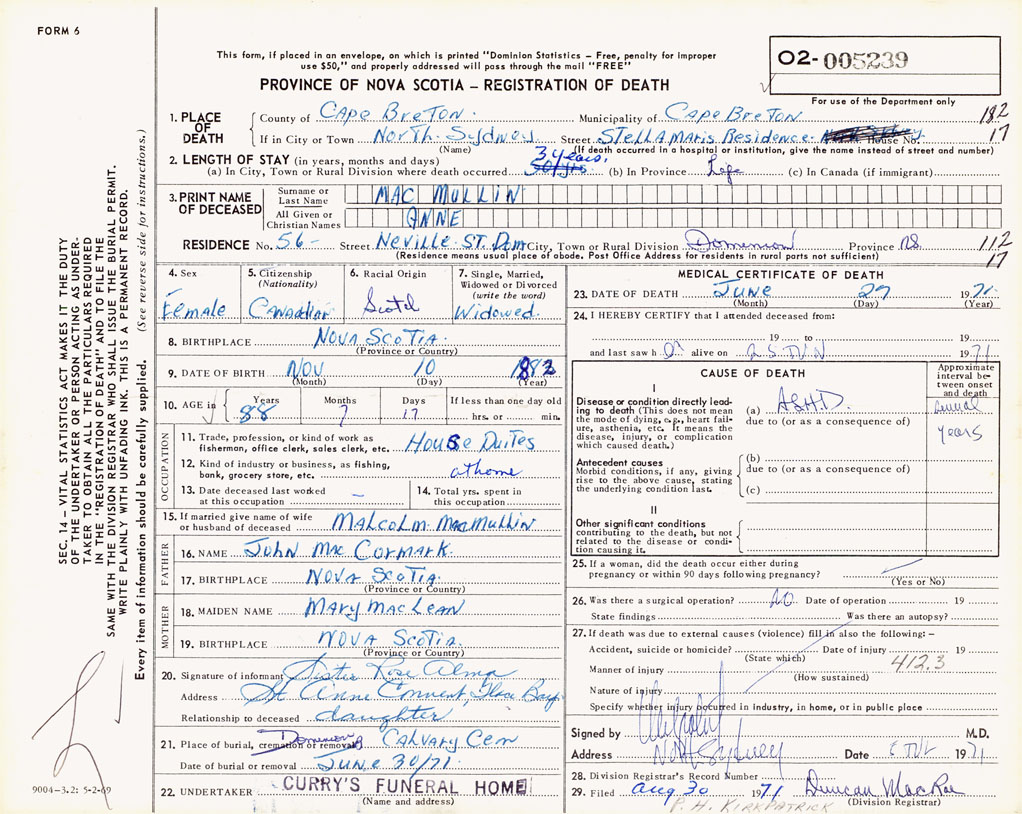 FORM 6
This form, if placed in an envelope, on which is printed "Dominion Statistics – Free, penalty for improper
use $50," and properly addressed will pass through the mail "FREE"
PROVINCE OF NOVA SCOTIA – REGISTRATION OF DEATH
02-005239
For use of the Department only
1. PLACE OF DEATH
County of Cape Breton Municipality of Cape Breton 182
If in City or Town North Sydney Street Stella Maris Residence House No. 17
(Name) (If death occurred in a hospital or institution, give the name instead of street and number)
2. LENGTH OF STAY (in years, months and days) 3 years,
(a) In City, Town or Rural Division where death occurred (b) In Province Life (c) In Canada (if immigrant)
3. PRINT NAME OF DECEASED
Surname or Last Name MAC MULLIN
All Given or Christian Names ANNE
RESIDENCE No. 56- Street Neville ST. Dom City, Town or Rural Division Dominion Province NS 112
(Residence means usual place of abode. Post Office Address for residents in rural parts not sufficient) 17
4. Sex Female
5. Citizenship (Nationality) Canadian
6. Racial Origin Scotch
7. Single, Married, Widowed or Divorced (write the word) Widowed
8. BIRTHPLACE Nova Scotia
(Province or Country)
9. DATE OF BIRTH Nov 10 1883
(Month) (Day) (Year)
10. AGE in Years 88 Months 7 Days 17 If less than one day old hrs. or min.
OCCUPATION
11. Trade, profession, or kind of work as fisherman, office clerk, sales clerk, etc. House Duites
12. Kind of industry or business, as fishing, bank, grocery store, etc. at home
13. Date deceased last worked at this occupation –
14. Total yrs. spent in this occupation
15. If married give name of wife or husband of deceased Malcolm MacMullin
FATHER
16. NAME John Mac Cormark
17. BIRTHPLACE Nova Scotia
(Province or Country)
MOTHER
18. MAIDEN NAME Mary MacLean
19. BIRTHPLACE Nova Scotia
(Province or Country)
20. Signature of informant Sister Rose Alma
Address St Anne Convent, Glace Bay
Relationship to deceased daughter
21. Place of burial, cremation or removal Dominion Calvary Cem
Date of burial or removal June 30/71
22. UNDERTAKER CURRY'S FUNERAL HOME
(Name and address)
MEDICAL CERTIFICATE OF DEATH
23. DATE OF DEATH June 27 1971
(Month) (Day) (Year)
24. I HEREBY CERTIFY that I attended deceased from:
19 to 19
and last saw h alive on 25 1971
CAUSE OF DEATH
Approximate interval between onset and death
I
Disease or condition directly leading to death (This does not mean the mode of dying, e.g., heart failure, asthenia, etc. It means the disease, injury, or complication which caused death.)
(a) ASHD
due to (or as a consequence of)
years
Antecedent causes
Morbid conditions, if any, giving rise to the above cause, stating the underlying condition last.
(b)
due to (or as a consequence of)
(c)
II
Other significant conditions contributing to the death, but not related to the disease or condition causing it.
25. If a woman, did the death occur either during pregnancy or within 90 days following pregnancy?
(Yes or No)
26. Was there a surgical operation? NO Date of operation 19
State findings Was there an autopsy?
27. If death was due to external causes (violence) fill in also the following: –
Accident, suicide or homicide? Date of injury 19
(State which) 412.3
Manner of injury
(How sustained)
Nature of injury
Specify whether injury occurred in industry, in home, or in public place
Signed by M.D.
Address North Sydney Date 1971
28. Division Registrar's Record Number
29. Filed Aug 30 1971 Duncan MacRae
(Division Registrar)
P. H. KIRKPATRICK
SEC. 14 – VITAL STATISTICS ACT MAKES IT THE DUTY
OF THE UNDERTAKER OR PERSON ACTING AS UNDER-
TAKER TO OBTAIN ALL THE PARTICULARS REQUIRED
IN THE "REGISTRATION OF DEATH" AND TO FILE THE
SAME WITH THE DIVISION REGISTRAR WHO SHALL ISSUE THE BURIAL PERMIT.
WRITE PLAINLY WITH UNFADING INK. THIS IS A PERMANENT RECORD.
Every item of information should be carefully supplied. (See reverse side for instructions.)
9004-3.2: 5-2-69